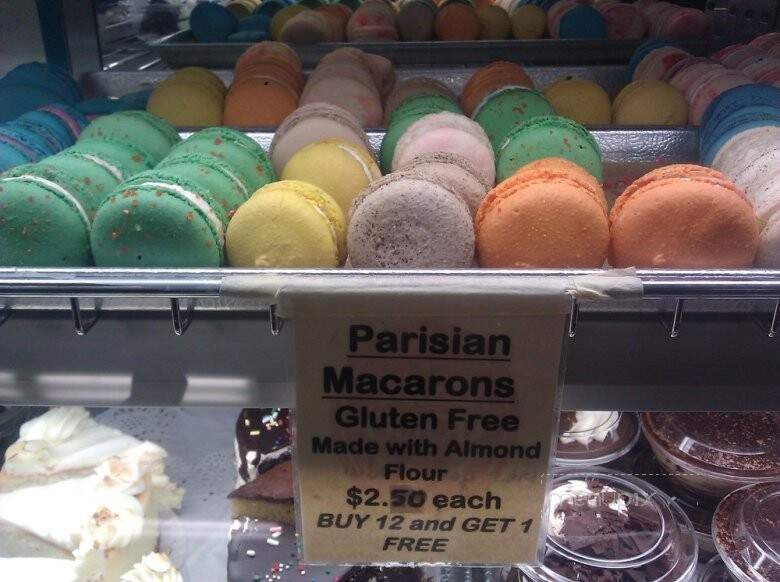 Parisian
Macarons
Gluten Free
Made with Almond
Flour
$2.50 each
BUY 12 and GET 1
FREE